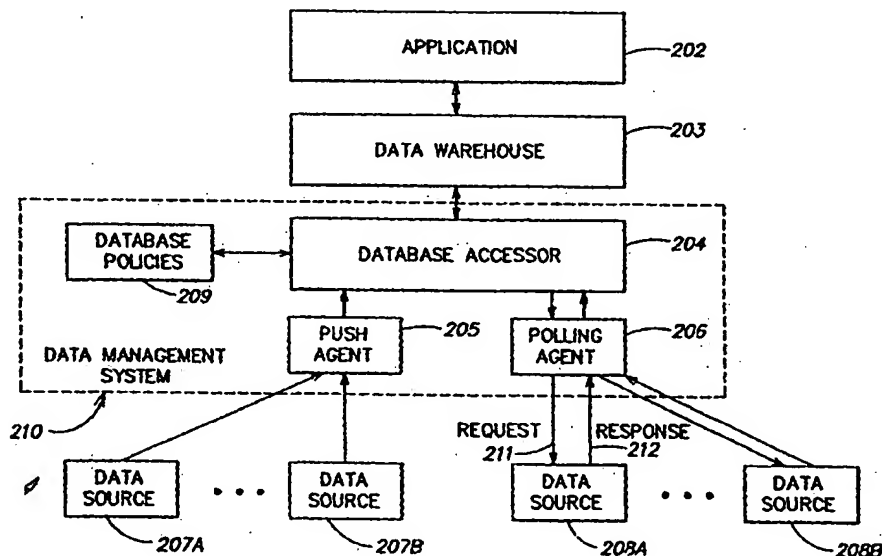 APPLICATION
202
203
DATA WAREHOUSE
DATABASE
POLICIES
209
DATABASE ACCESSOR
204
PUSH
AGENT
205
POLLING
AGENT
206
DATA MANAGEMENT
SYSTEM
210
REQUEST
211
RESPONSE
212
DATA
SOURCE
207A
DATA
SOURCE
207B
DATA
SOURCE
208A
DATA
SOURCE
208B